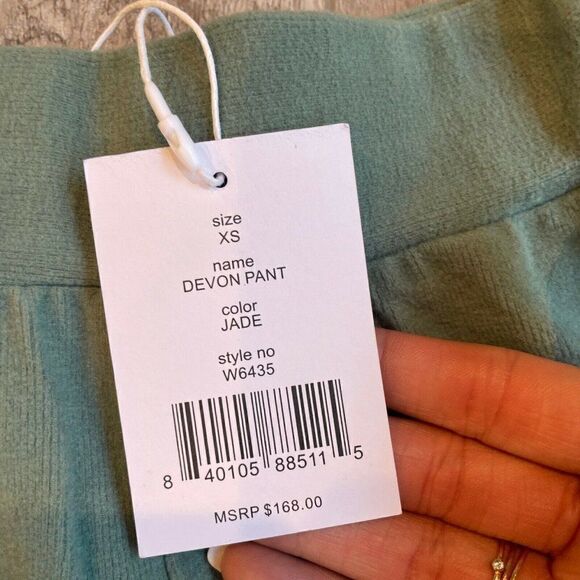 size
XS
name
DEVON PANT
color
JADE
style no
W6435
8 40105 88511 5
MSRP $168.00